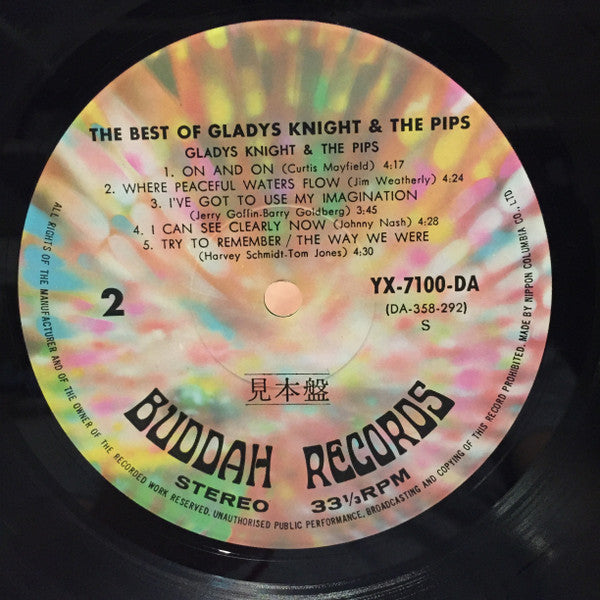 THE BEST OF GLADYS KNIGHT & THE PIPS
GLADYS KNIGHT & THE PIPS
1. ON AND ON (Curtis Mayfield) 4:17
2. WHERE PEACEFUL WATERS FLOW (Jim Weatherly) 4:24
3. I'VE GOT TO USE MY IMAGINATION
(Jerry Goffin-Barry Goldberg) 3:45
4. I CAN SEE CLEARLY NOW (Johnny Nash) 4:28
5. TRY TO REMEMBER / THE WAY WE WERE
(Harvey Schmidt-Tom Jones) 4:30
2
YX-7100-DA
(DA-358-292)
S
見本盤
BUDDAH RECORDS
STEREO 33⅓RPM
ALL RIGHTS OF THE MANUFACTURER AND OF THE OWNER OF THE RECORDED WORK RESERVED. UNAUTHORISED PUBLIC PERFORMANCE, BROADCASTING AND COPYING OF THIS RECORD PROHIBITED. MADE BY NIPPON COLUMBIA CO., LTD